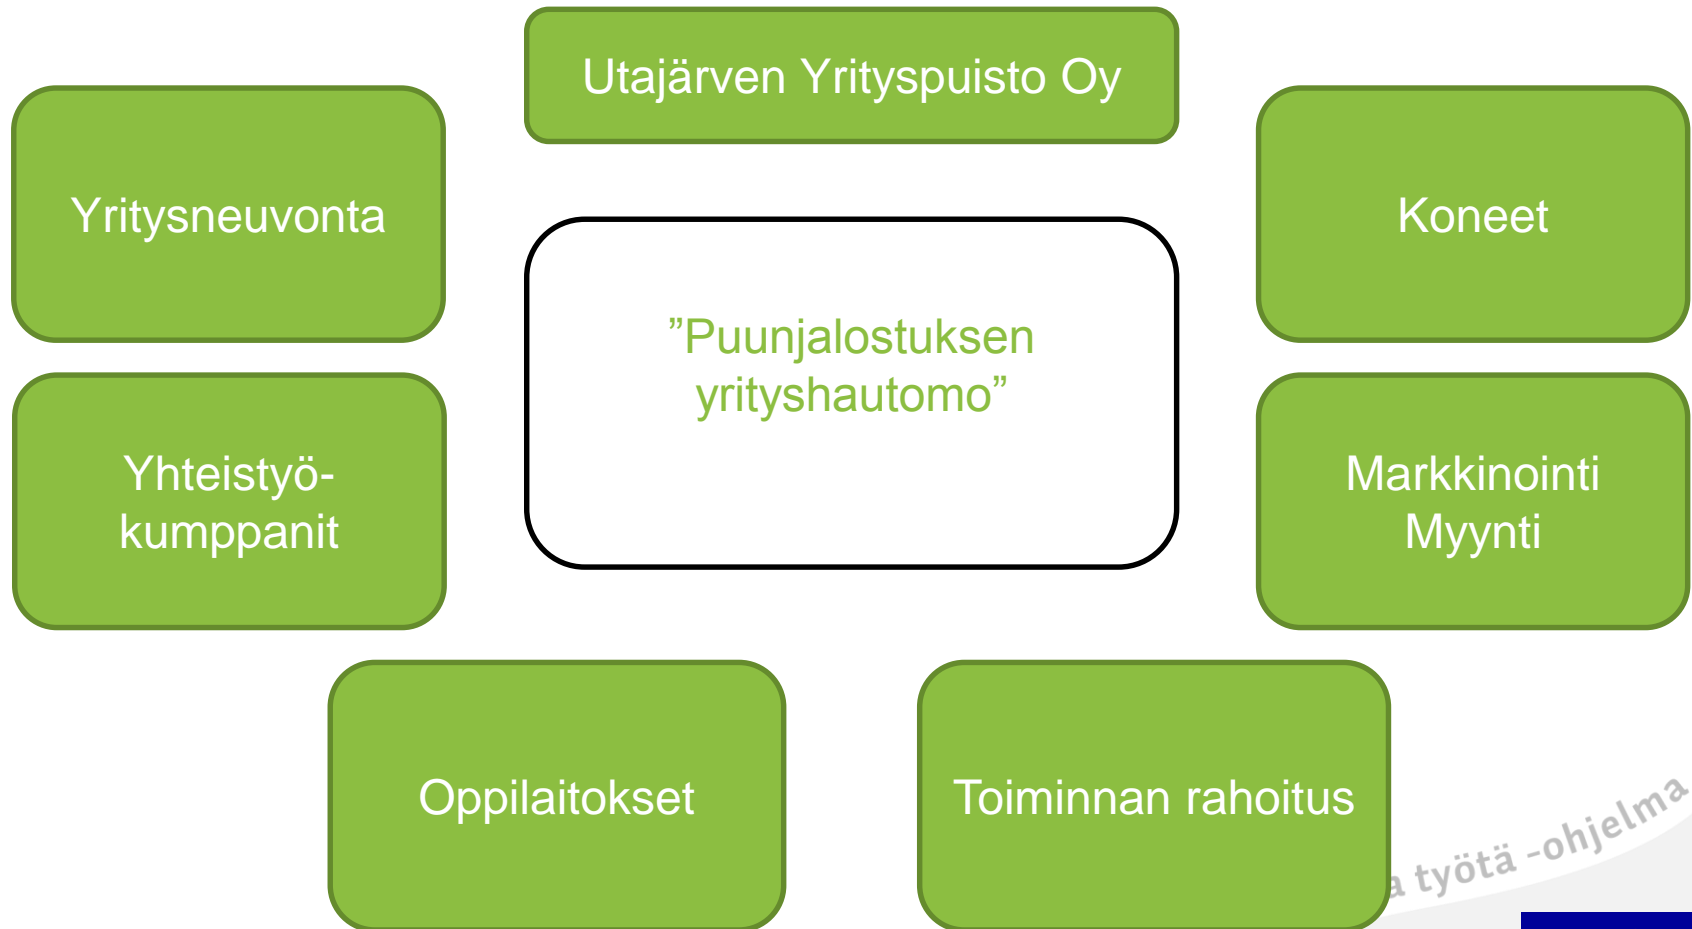 Utajärven Yrityspuisto Oy
Yritysneuvonta
Koneet
”Puunjalostuksen
yrityshautomo”
Yhteistyö-
kumppanit
Markkinointi
Myynti
Oppilaitokset
Toiminnan rahoitus
a työtä -ohjelma